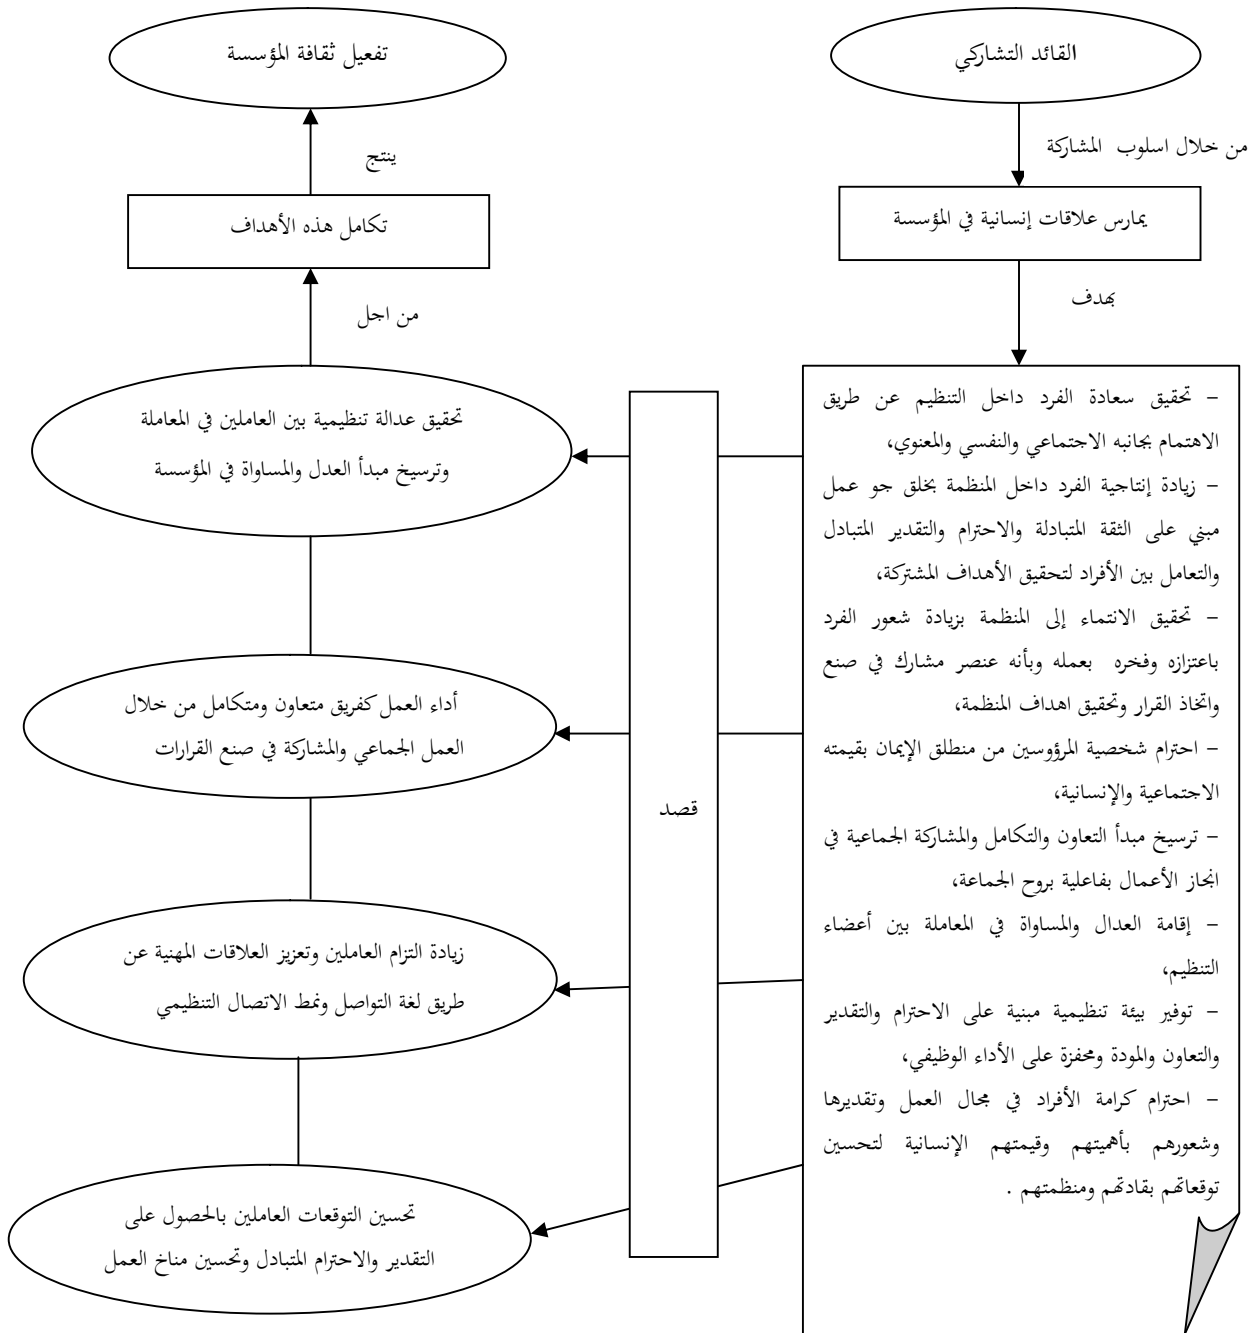 القائد التشاركي
من خلال اسلوب المشاركة
يمارس علاقات إنسانية في المؤسسة
بهدف
– تحقيق سعادة الفرد داخل التنظيم عن طريق
الاهتمام بجانبه الاجتماعي والنفسي والمعنوي،
– زيادة إنتاجية الفرد داخل المنظمة بخلق جو عمل
مبني على الثقة المتبادلة والاحترام والتقدير المتبادل
والتعامل بين الأفراد لتحقيق الأهداف المشتركة،
– تحقيق الانتماء إلى المنظمة بزيادة شعور الفرد
باعتزازه وفخره بعمله وبأنه عنصر مشارك في صنع
واتخاذ القرار وتحقيق اهداف المنظمة،
– احترام شخصية المرؤوسين من منطلق الإيمان بقيمته
الاجتماعية والإنسانية،
– ترسيخ مبدأ التعاون والتكامل والمشاركة الجماعية في
انجاز الأعمال بفاعلية بروح الجماعة،
– إقامة العدال والمساواة في المعاملة بين أعضاء
التنظيم،
– توفير بيئة تنظيمية مبنية على الاحترام والتقدير
والتعاون والمودة ومحفزة على الأداء الوظيفي،
– احترام كرامة الأفراد في مجال العمل وتقديرها
وشعورهم بأهميتهم وقيمتهم الإنسانية لتحسين
توقعاتهم بقادتهم ومنظمتهم .
قصد
تفعيل ثقافة المؤسسة
ينتج
تكامل هذه الأهداف
من اجل
تحقيق عدالة تنظيمية بين العاملين في المعاملة
وترسيخ مبدأ العدل والمساواة في المؤسسة
أداء العمل كفريق متعاون ومتكامل من خلال
العمل الجماعي والمشاركة في صنع القرارات
زيادة التزام العاملين وتعزيز العلاقات المهنية عن
طريق لغة التواصل ونمط الاتصال التنظيمي
تحسين التوقعات العاملين بالحصول على
التقدير والاحترام المتبادل وتحسين مناخ العمل